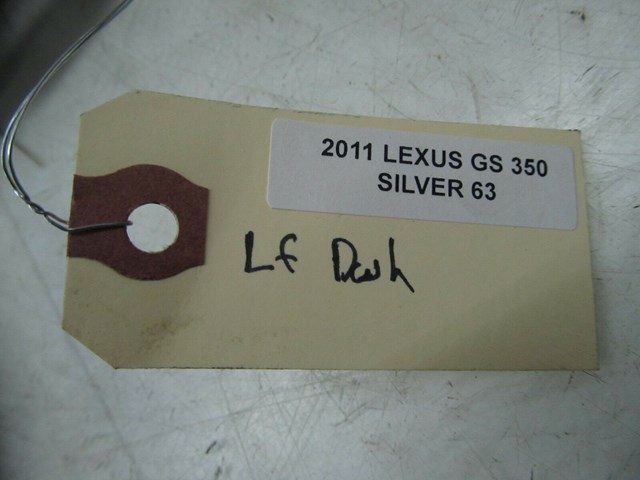 2011 LEXUS GS 350
SILVER 63
Lf Dash